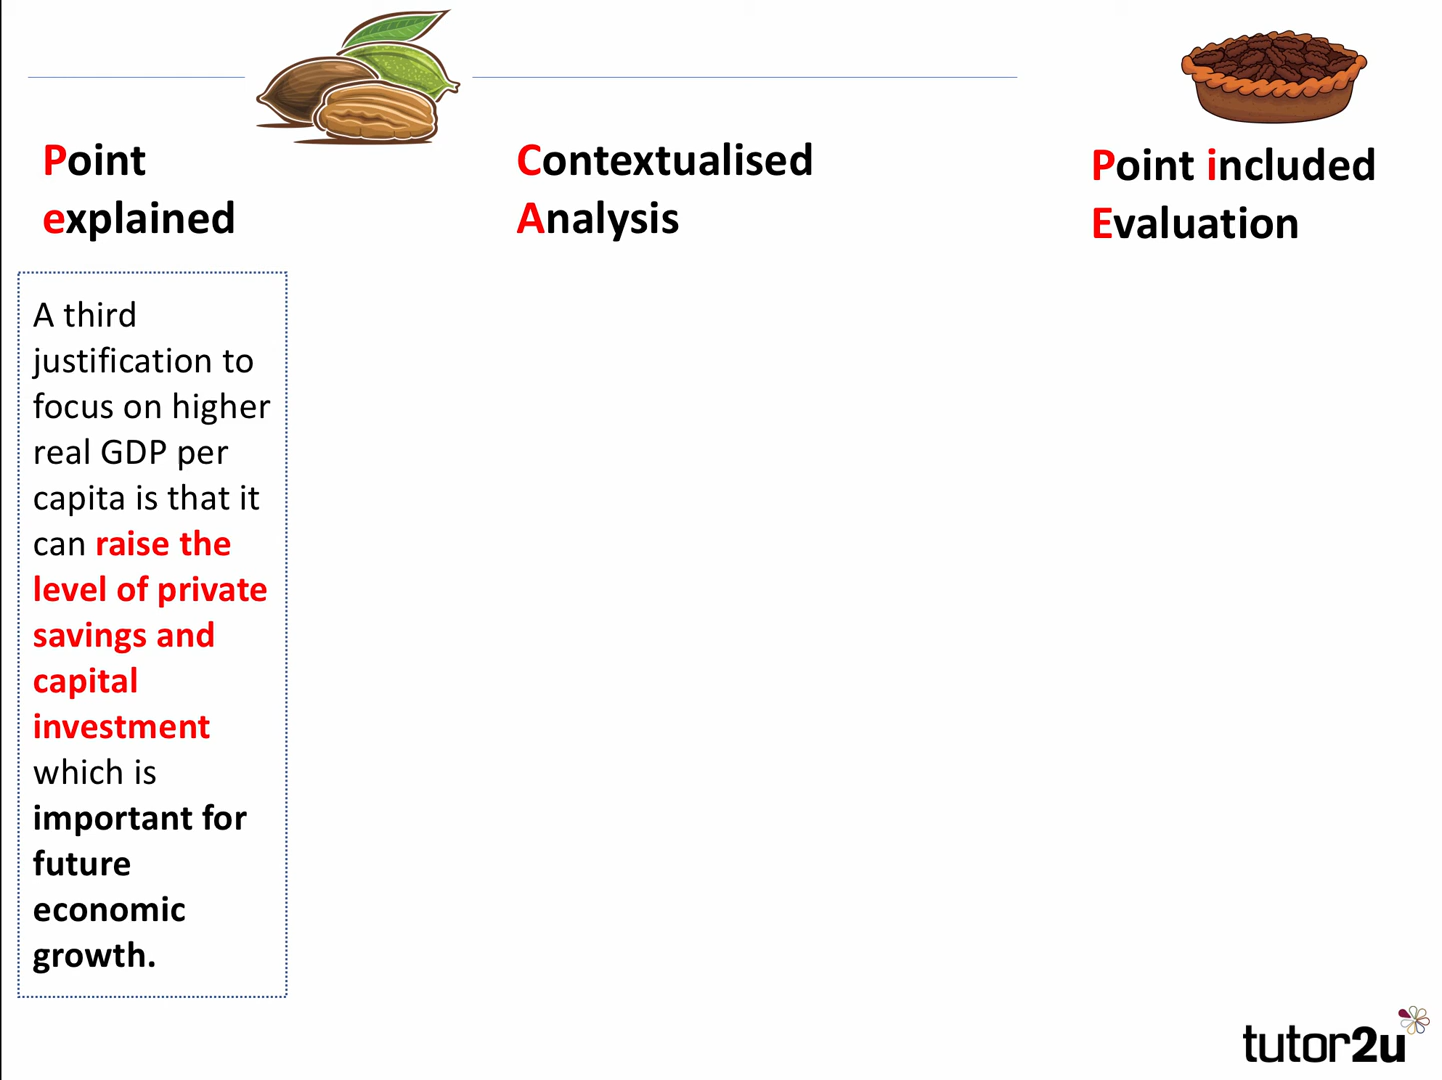 Point
explained
Contextualised
Analysis
Point included
Evaluation
A third
justification to
focus on higher
real GDP per
capita is that it
can raise the
level of private
savings and
capital
investment
which is
important for
future
economic
growth.
tutor2u